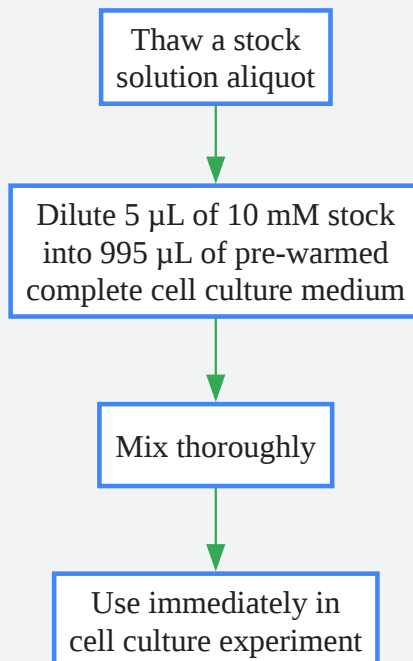 Thaw a stock
solution aliquot
Dilute 5 µL of 10 mM stock
into 995 µL of pre-warmed
complete cell culture medium
Mix thoroughly
Use immediately in
cell culture experiment